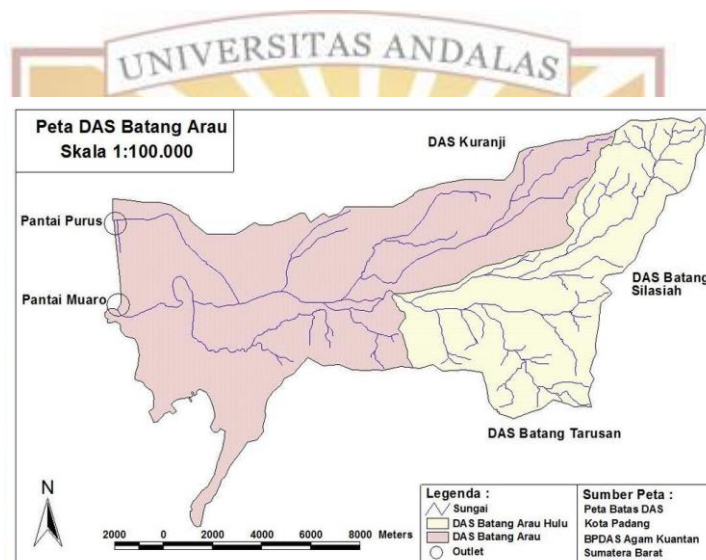 UNIVERSITAS ANDALAS
Peta DAS Batang Arau
Skala 1:100.000
DAS Kuranji
Pantai Purus
Pantai Muaro
DAS Batang
Silasiah
DAS Batang Tarusan
N
2000 0 2000 4000 6000 8000 Meters
Legenda :
Sungai
DAS Batang Arau Hulu
DAS Batang Arau
Outlet
Sumber Peta :
Peta Batas DAS
Kota Padang
BPDAS Agam Kuantan
Sumatera Barat